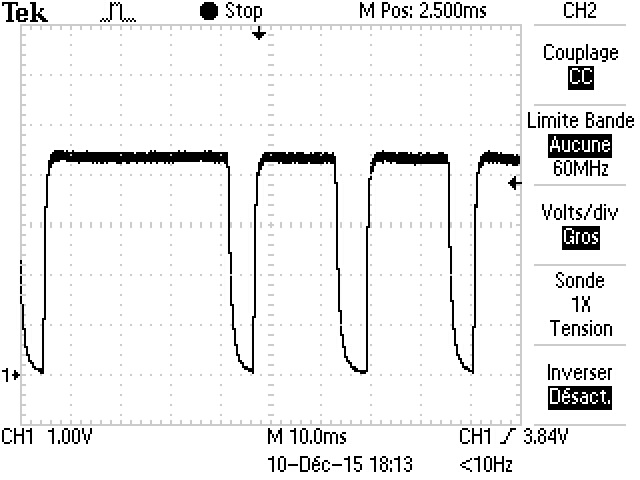 Tek Stop M Pos: 2.500ms CH2
Couplage
CC
Limite Bande
Aucune
60MHz
Volts/div
Gros
Sonde
1X
Tension
Inverser
Désact.
1
CH1 1.00V M 10.0ms CH1 3.84V
10-Déc-15 18:13 <10Hz